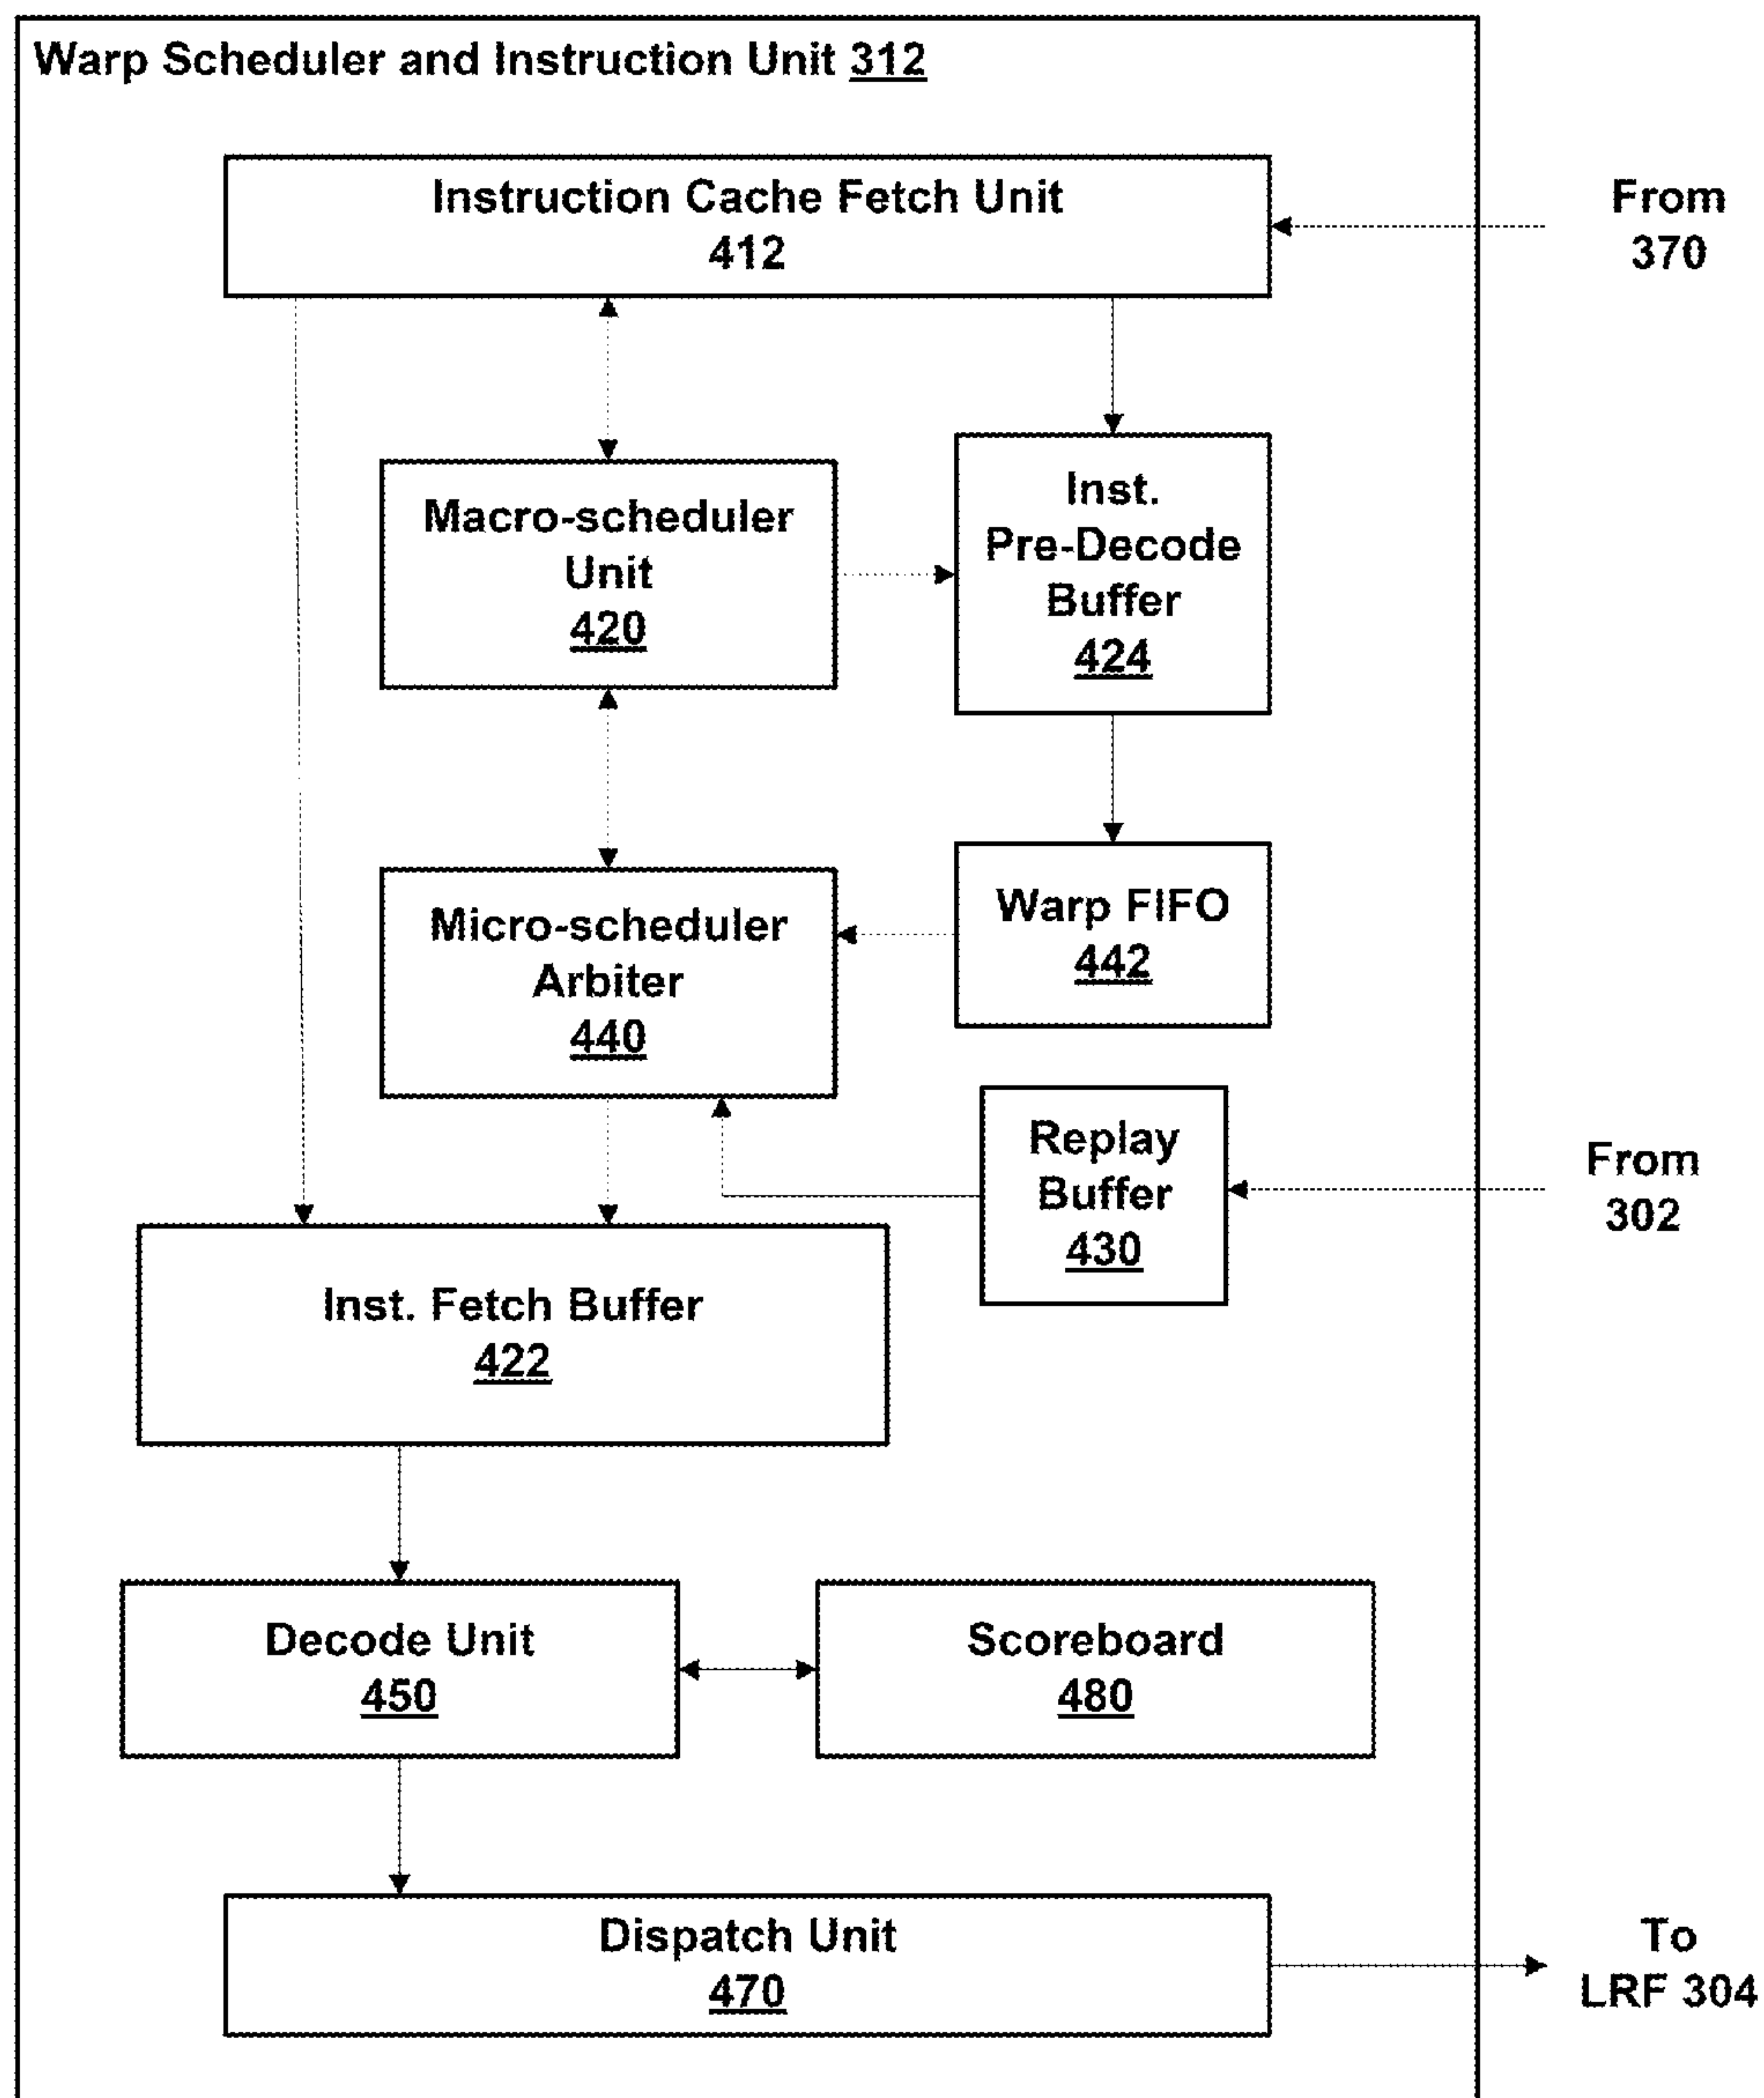 Warp Scheduler and Instruction Unit 312
Instruction Cache Fetch Unit
412
From
370
Macro-scheduler
Unit
420
Inst.
Pre-Decode
Buffer
424
Micro-scheduler
Arbiter
440
Warp FIFO
442
Replay
Buffer
430
From
302
Inst. Fetch Buffer
422
Decode Unit
450
Scoreboard
480
Dispatch Unit
470
To
LRF 304